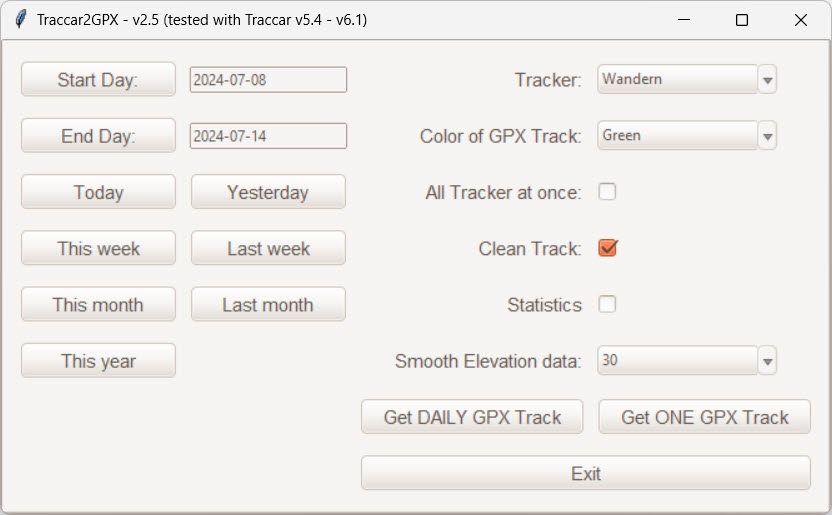 Traccar2GPX - v2.5 (tested with Traccar v5.4 - v6.1)
Start Day: 2024-07-08 Tracker: Wandern
End Day: 2024-07-14 Color of GPX Track: Green
Today Yesterday All Tracker at once:
This week Last week Clean Track:
This month Last month Statistics
This year Smooth Elevation data: 30
Get DAILY GPX Track Get ONE GPX Track
Exit